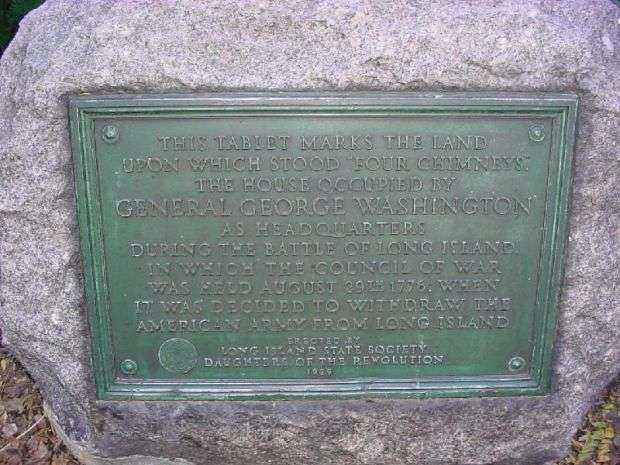 THIS TABLET MARKS THE LAND
UPON WHICH STOOD "FOUR CHIMNEYS,"
THE HOUSE OCCUPIED BY
GENERAL GEORGE WASHINGTON
AS HEADQUARTERS
DURING THE BATTLE OF LONG ISLAND
IN WHICH THE COUNCIL OF WAR
WAS HELD AUGUST 29TH 1776, WHEN
IT WAS DECIDED TO WITHDRAW THE
AMERICAN ARMY FROM LONG ISLAND
ERECTED BY
LONG ISLAND STATE SOCIETY
DAUGHTERS OF THE REVOLUTION
1929